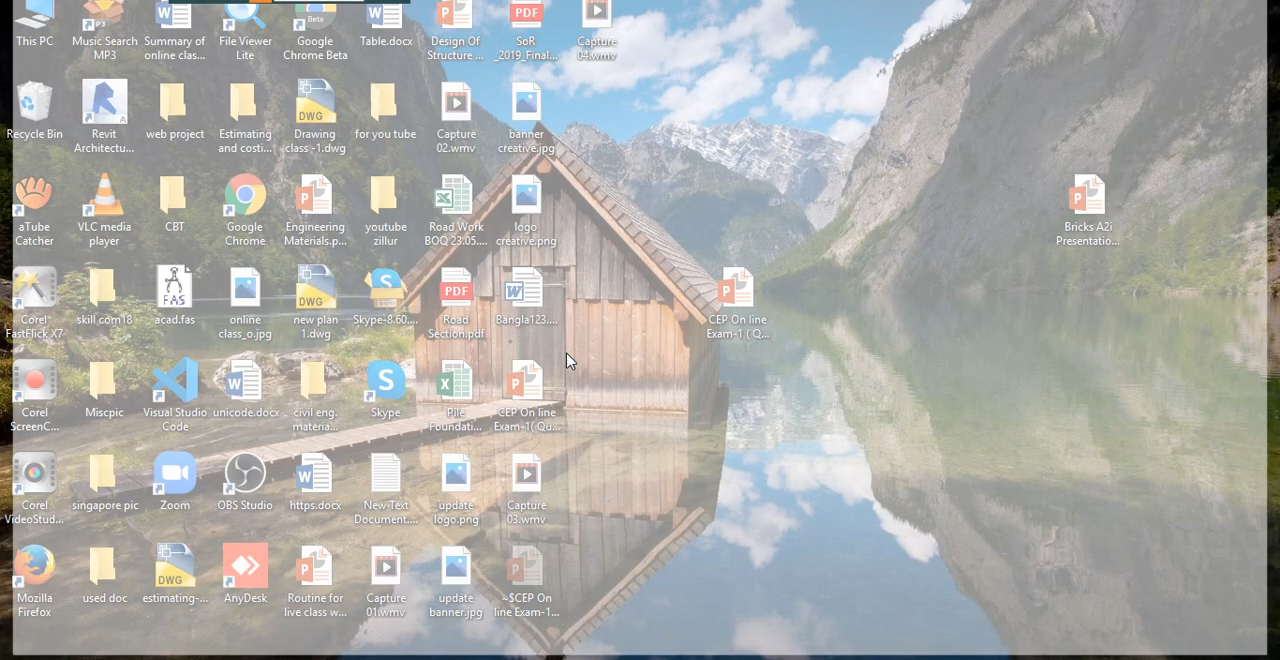 This PC
Music Search
MP3
Summary of
online clas...
File Viewer
Lite
Google
Chrome Beta
Table.docx
Design Of
Structure ...
SoR
_2019_Final...
Capture
04.wmv
Recycle Bin
Revit
Architectu...
web project
Estimating
and costi...
Drawing
class -1.dwg
for you tube
Capture
02.wmv
banner
creative.jpg
aTube
Catcher
VLC media
player
CBT
Google
Chrome
Engineering
Materials.p...
youtube
zillur
Road Work
BOQ 23.05....
logo
creative.png
Bricks A2i
Presentatio...
Corel
FastFlick X7
skill.com18
acad.fas
online
class_o.jpg
new plan
1.dwg
Skype-8.60....
Road
Section.pdf
Bangla123....
CEP On line
Exam-1 ( Q...
Corel
ScreenC...
Miscpic
Visual Studio
Code
unicode.docx
civil eng.
materia...
Skype
Pile
Foundati...
CEP On line
Exam-1( Qu...
Corel
VideoStud...
singapore pic
Zoom
OBS Studio
https.docx
New Text
Document....
update
logo.png
Capture
03.wmv
Mozilla
Firefox
used doc
estimating-...
AnyDesk
Routine for
live class w...
Capture
01.wmv
update
banner.jpg
~$CEP On
line Exam-1...